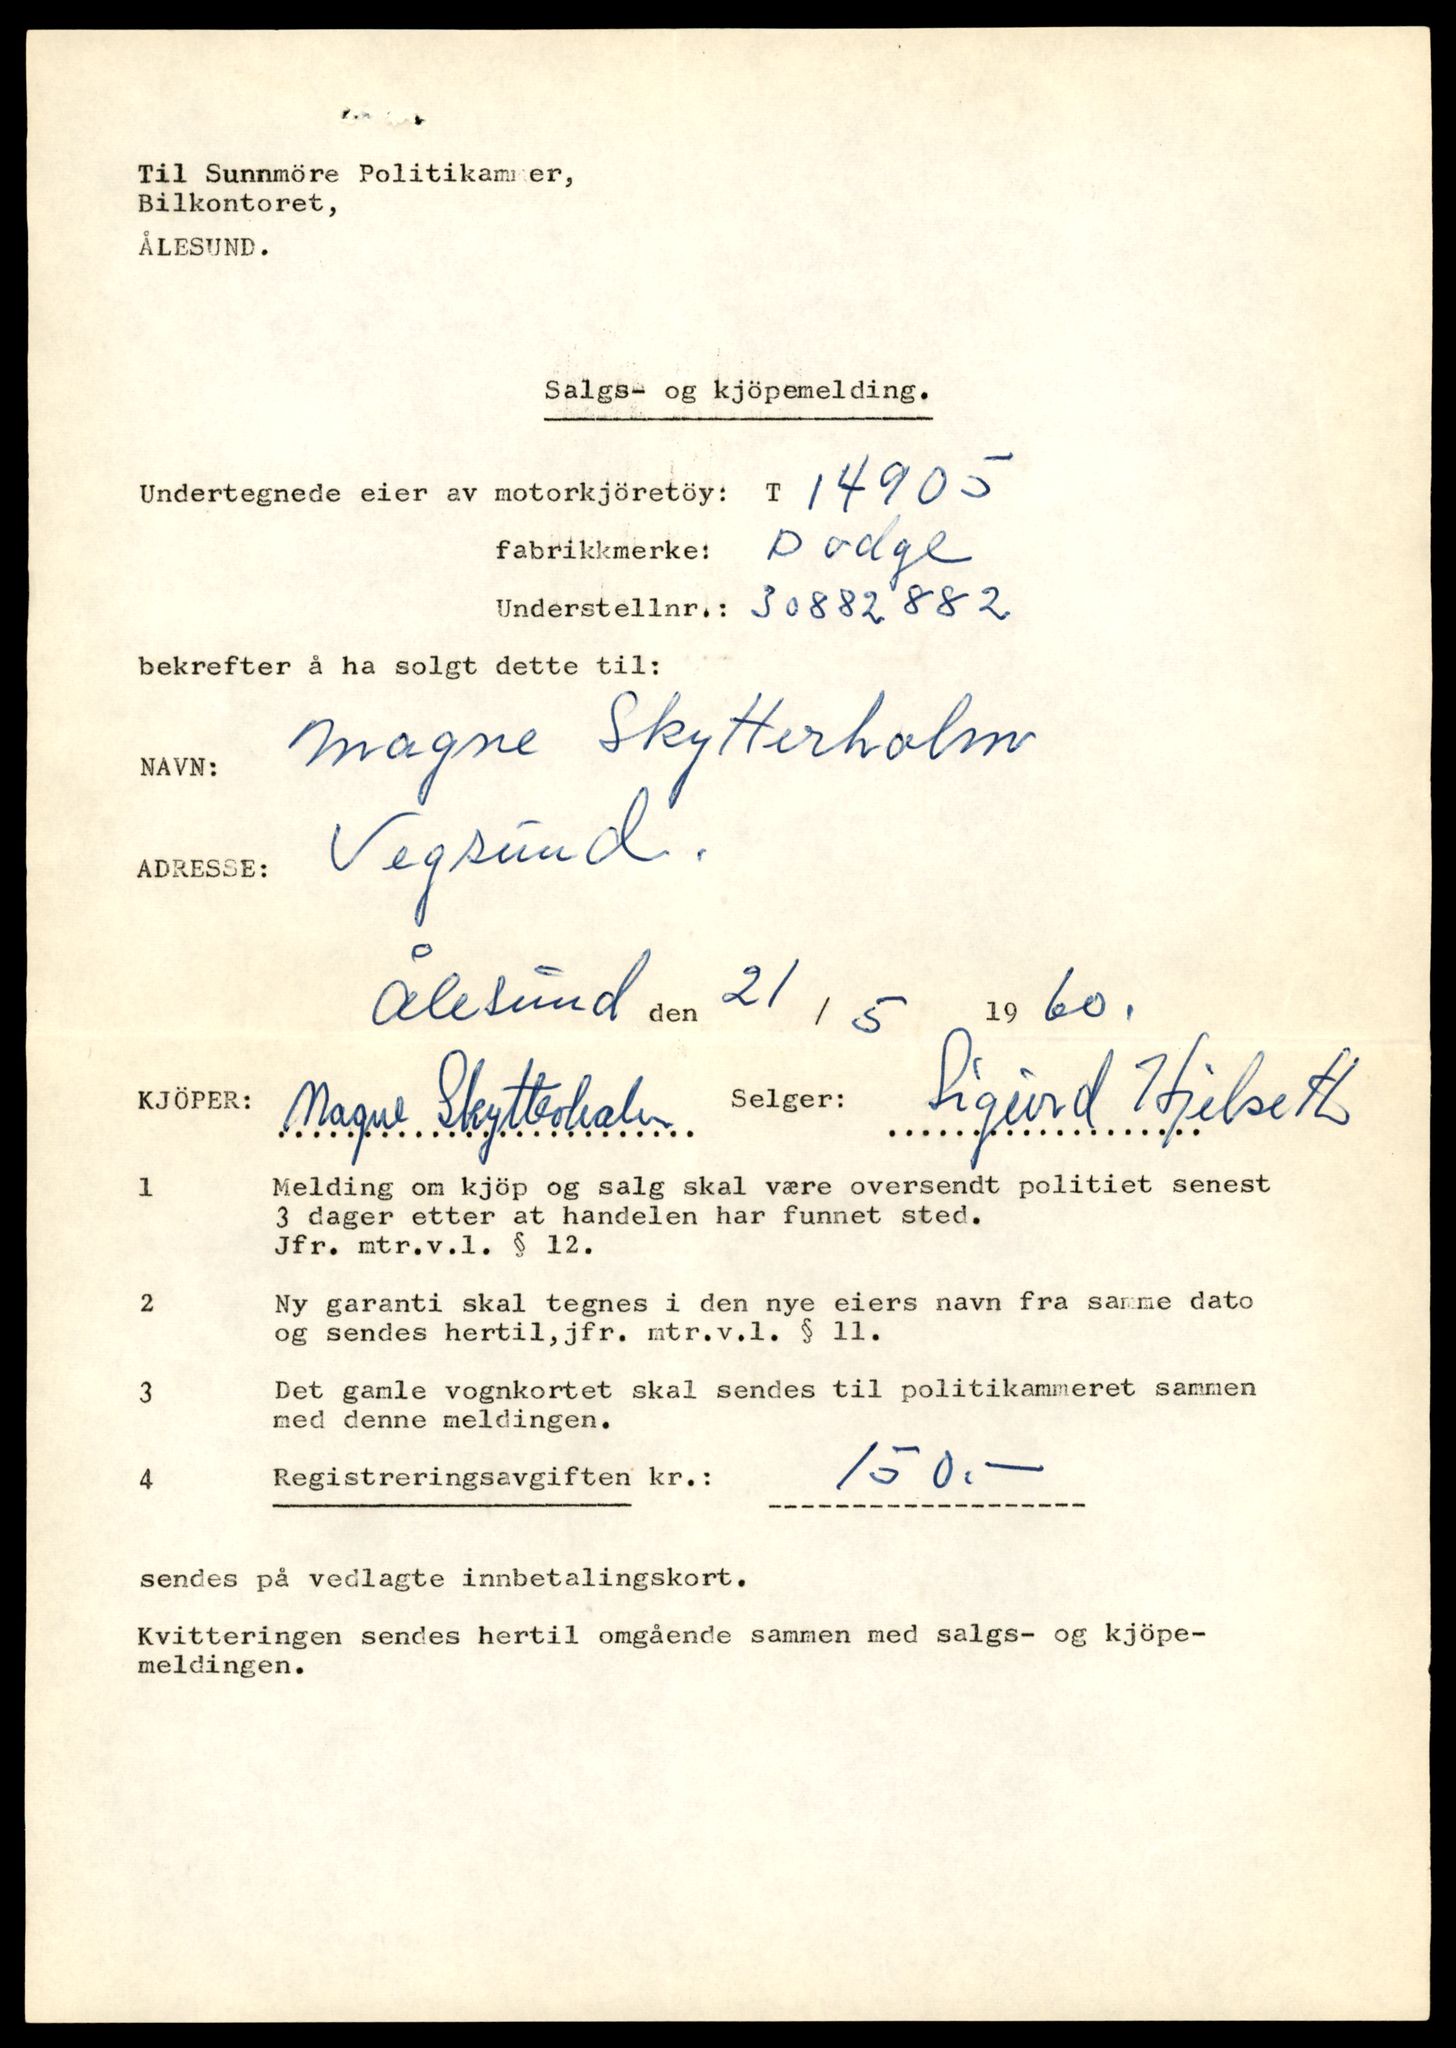 Til Sunnmöre Politikammer,
Bilkontoret,
ÅLESUND.
Salgs- og kjöpemelding.
Undertegnede eier av motorkjöretöy: T 14905
fabrikkmerke: Dodge
Understellnr.: 30882882
bekrefter å ha solgt dette til:
NAVN: Magne Skytterholm
ADRESSE: Vegsund.
Ålesund den 21 / 5 1960.
KJÖPER: Magne Skytterholm Selger: Sigurd Hjelseth
1 Melding om kjöp og salg skal være oversendt politiet senest
3 dager etter at handelen har funnet sted.
Jfr. mtr.v.l. § 12.
2 Ny garanti skal tegnes i den nye eiers navn fra samme dato
og sendes hertil,jfr. mtr.v.l. § 11.
3 Det gamle vognkortet skal sendes til politikammeret sammen
med denne meldingen.
4 Registreringsavgiften kr.: 150.-
sendes på vedlagte innbetalingskort.
Kvitteringen sendes hertil omgående sammen med salgs- og kjöpe-
meldingen.